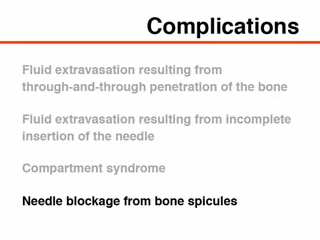 Complications
Fluid extravasation resulting from
through-and-through penetration of the bone
Fluid extravasation resulting from incomplete
insertion of the needle
Compartment syndrome
Needle blockage from bone spicules